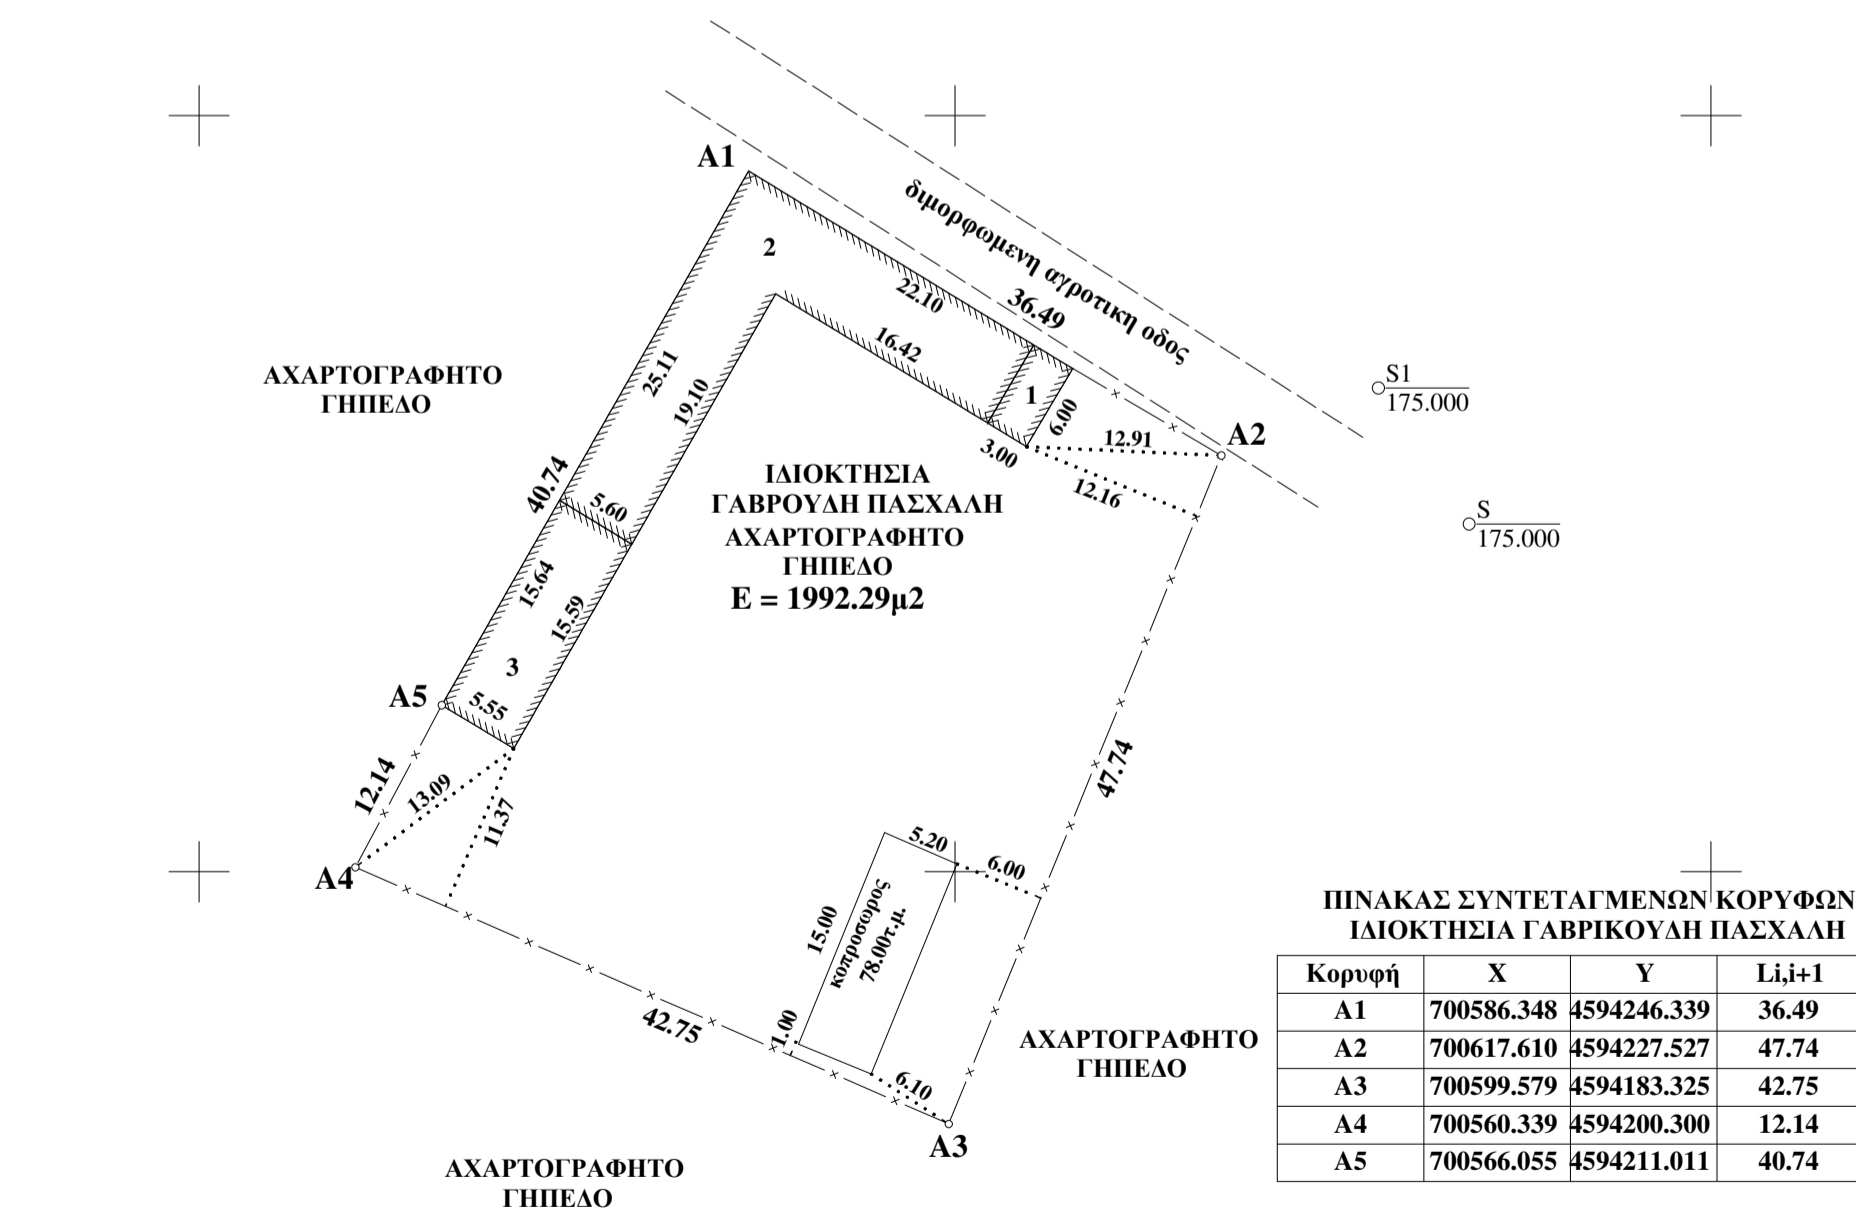 A1
διμορφωμενη αγροτικη οδος
2
22.10
36.49
16.42
25.11
19.10
1
6.00
3.00
12.91
12.16
A2
S1
175.000
S
175.000
ΑΧΑΡΤΟΓΡΑΦΗΤΟ
ΓΗΠΕΔΟ
40.74
5.60
ΙΔΙΟΚΤΗΣΙΑ
ΓΑΒΡΟΥΔΗ ΠΑΣΧΑΛΗ
ΑΧΑΡΤΟΓΡΑΦΗΤΟ
ΓΗΠΕΔΟ
E = 1992.29μ2
15.64
15.59
3
A5
5.55
12.14
13.09
11.37
A4
47.74
5.20
6.00
15.00
κοπροσωρος
78.00τ.μ.
1.00
42.75
6.10
A3
ΑΧΑΡΤΟΓΡΑΦΗΤΟ
ΓΗΠΕΔΟ
ΑΧΑΡΤΟΓΡΑΦΗΤΟ
ΓΗΠΕΔΟ
ΠΙΝΑΚΑΣ ΣΥΝΤΕΤΑΓΜΕΝΩΝ ΚΟΡΥΦΩΝ
ΙΔΙΟΚΤΗΣΙΑ ΓΑΒΡΙΚΟΥΔΗ ΠΑΣΧΑΛΗ
Κορυφή X Y Li,i+1
A1 700586.348 4594246.339 36.49
A2 700617.610 4594227.527 47.74
A3 700599.579 4594183.325 42.75
A4 700560.339 4594200.300 12.14
A5 700566.055 4594211.011 40.74